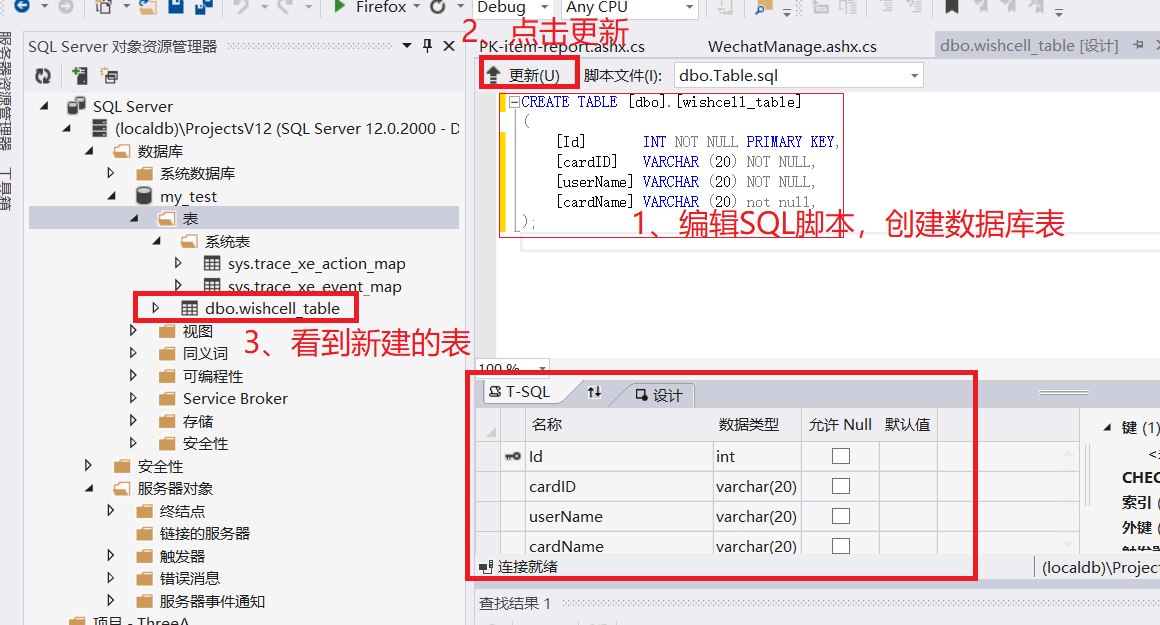 Firefox
Debug
Any CPU
2、点击更新
服务器资源管理器
工具箱
SQL Server 对象资源管理器
PK-item-report.ashx.cs
WechatManage.ashx.cs
dbo.wishcell_table [设计]
更新(U)
脚本文件(I):
dbo.Table.sql
SQL Server
(localdb)\ProjectsV12 (SQL Server 12.0.2000 - D
数据库
系统数据库
my_test
表
系统表
sys.trace_xe_action_map
sys.trace_xe_event_map
dbo.wishcell_table
视图
同义词
可编程性
Service Broker
存储
安全性
安全性
服务器对象
终结点
链接的服务器
触发器
错误消息
服务器事件通知
项目 - ThreeA
3、看到新建的表
CREATE TABLE [dbo].[wishcell_table]
(
[Id] INT NOT NULL PRIMARY KEY,
[cardID] VARCHAR (20) NOT NULL,
[userName] VARCHAR (20) NOT NULL,
[cardName] VARCHAR (20) not null,
);
1、编辑SQL脚本，创建数据库表
100 %
T-SQL
设计
名称 数据类型 允许 Null 默认值
Id int
cardID varchar(20)
userName varchar(20)
cardName varchar(20)
键 (1)
CHEC
索引 (
外键 (
连接就绪
(localdb)\Project
查找结果 1